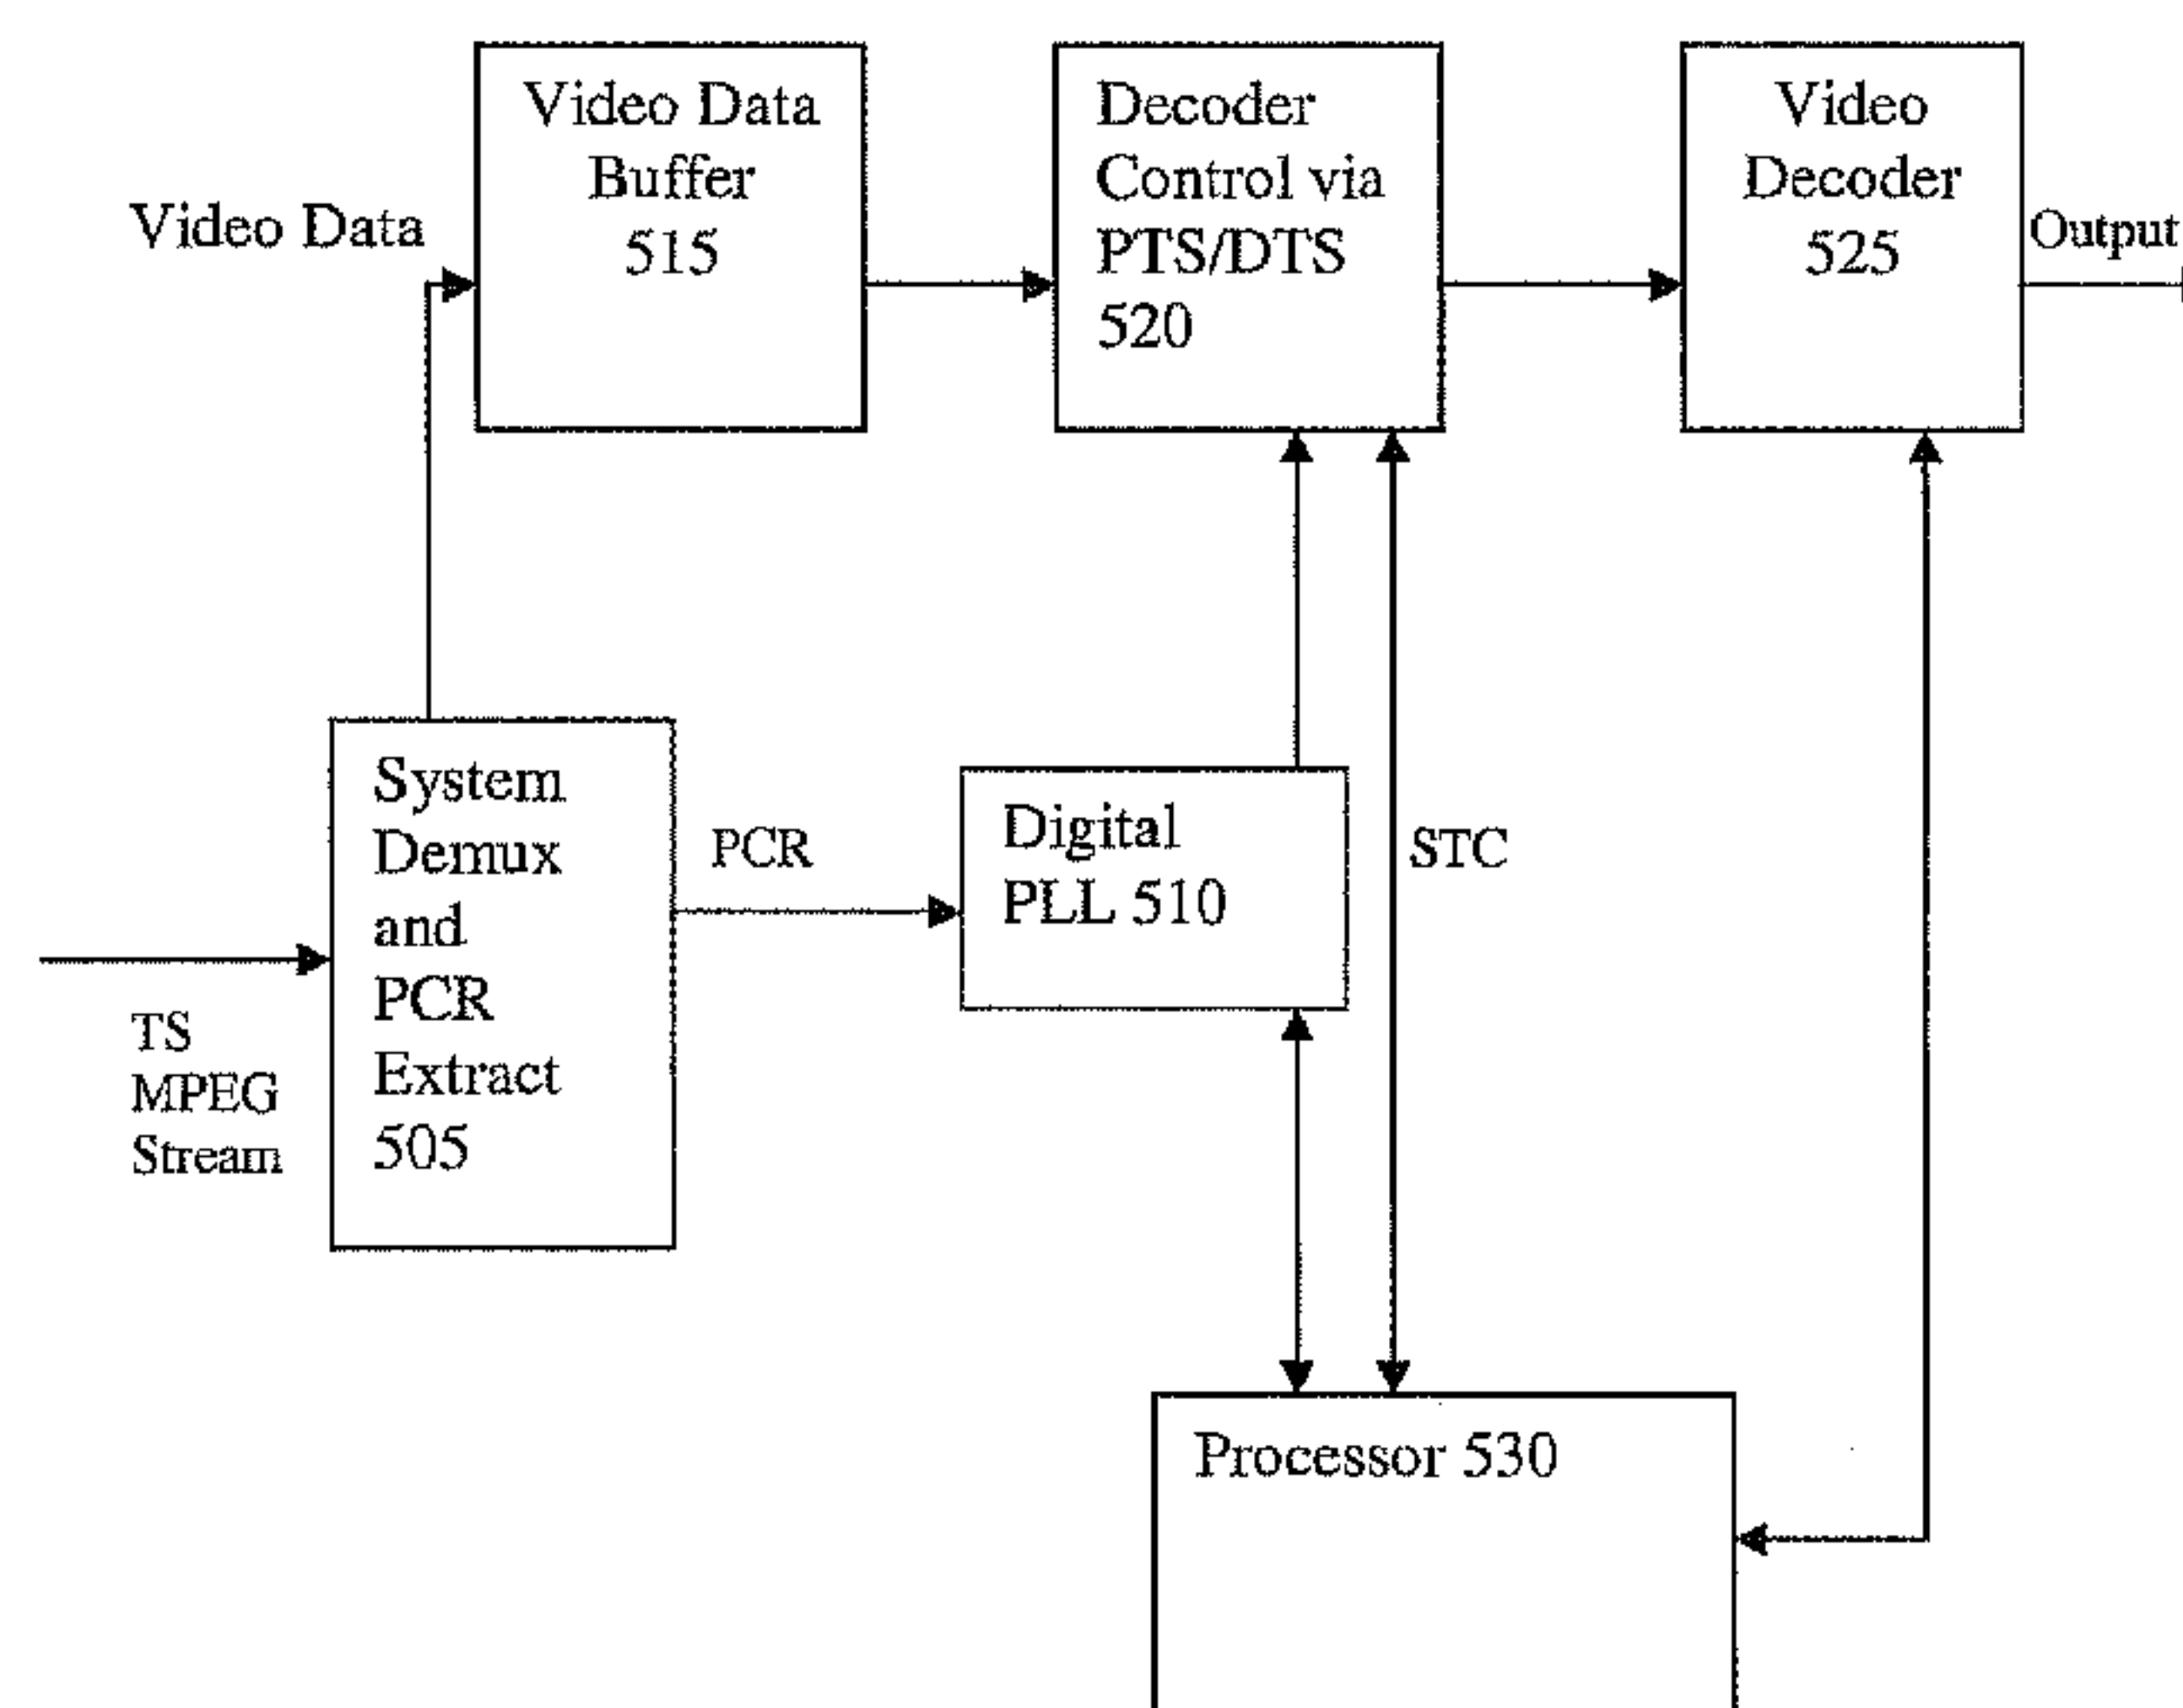 Video Data
Buffer
515
Decoder
Control via
PTS/DTS
520
Video
Decoder
525
Video Data
Output
System
Demux
and
PCR
Extract
505
PCR
Digital
PLL 510
STC
TS
MPEG
Stream
Processor 530